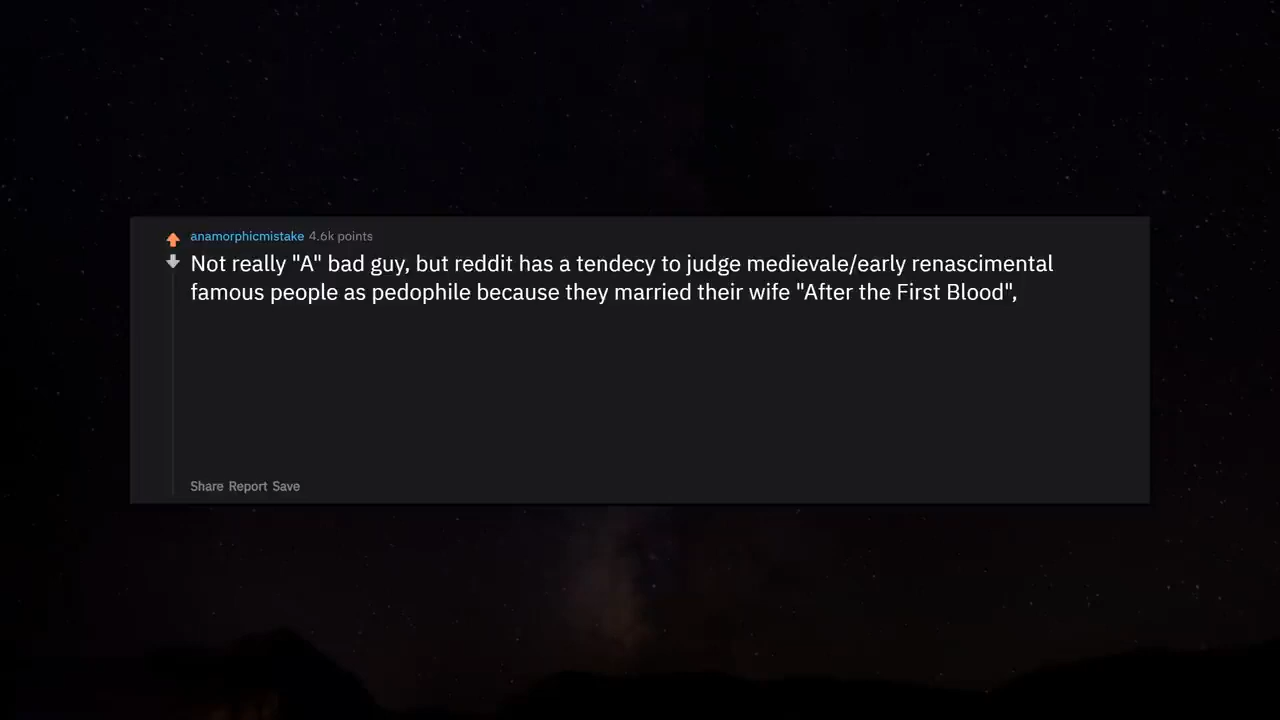 anamorphicmistake 4.6k points
Not really "A" bad guy, but reddit has a tendecy to judge medievale/early renascimental
famous people as pedophile because they married their wife "After the First Blood",
Share Report Save